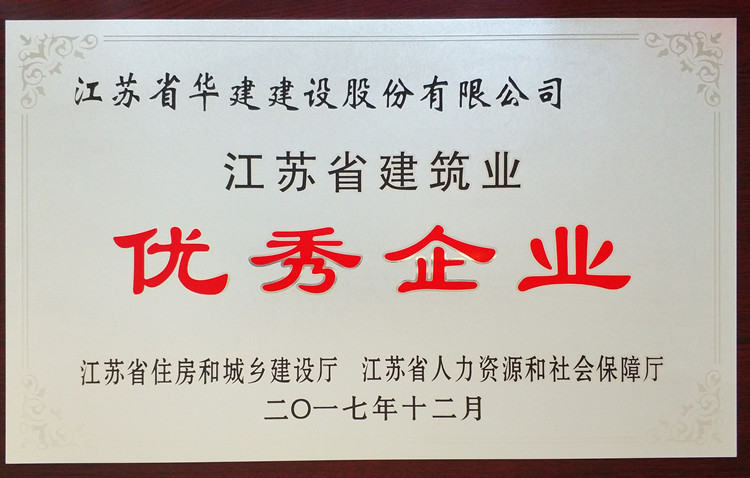 江苏省华建建设股份有限公司
江苏省建筑业
优秀企业
江苏省住房和城乡建设厅 江苏省人力资源和社会保障厅
二〇一七年十二月